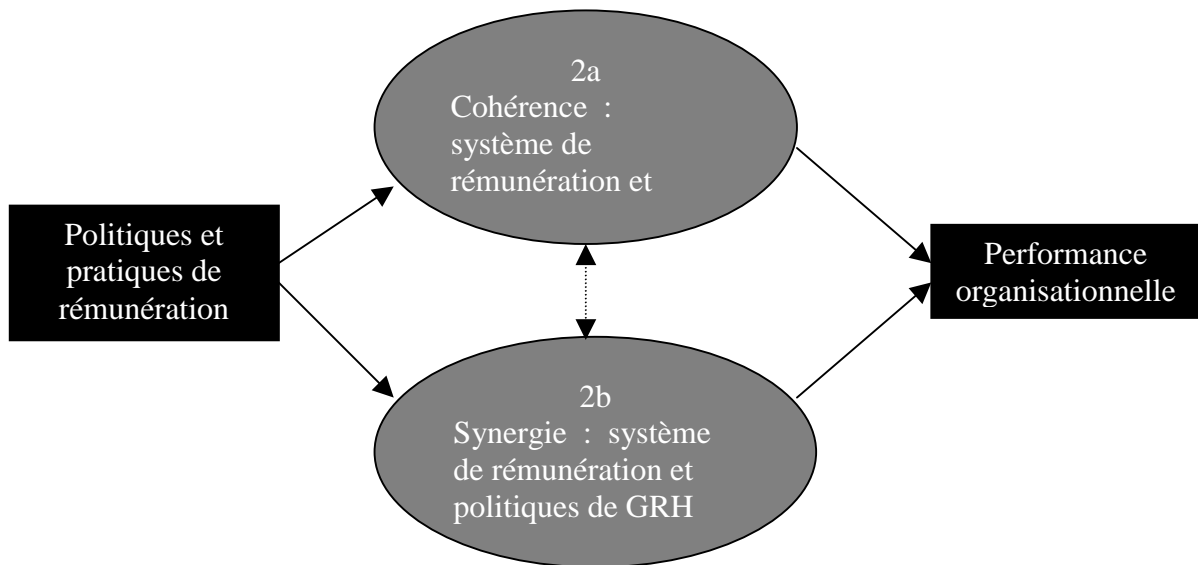 2a
Cohérence :
système de
rémunération et
Politiques et
pratiques de
rémunération
Performance
organisationnelle
2b
Synergie : système
de rémunération et
politiques de GRH